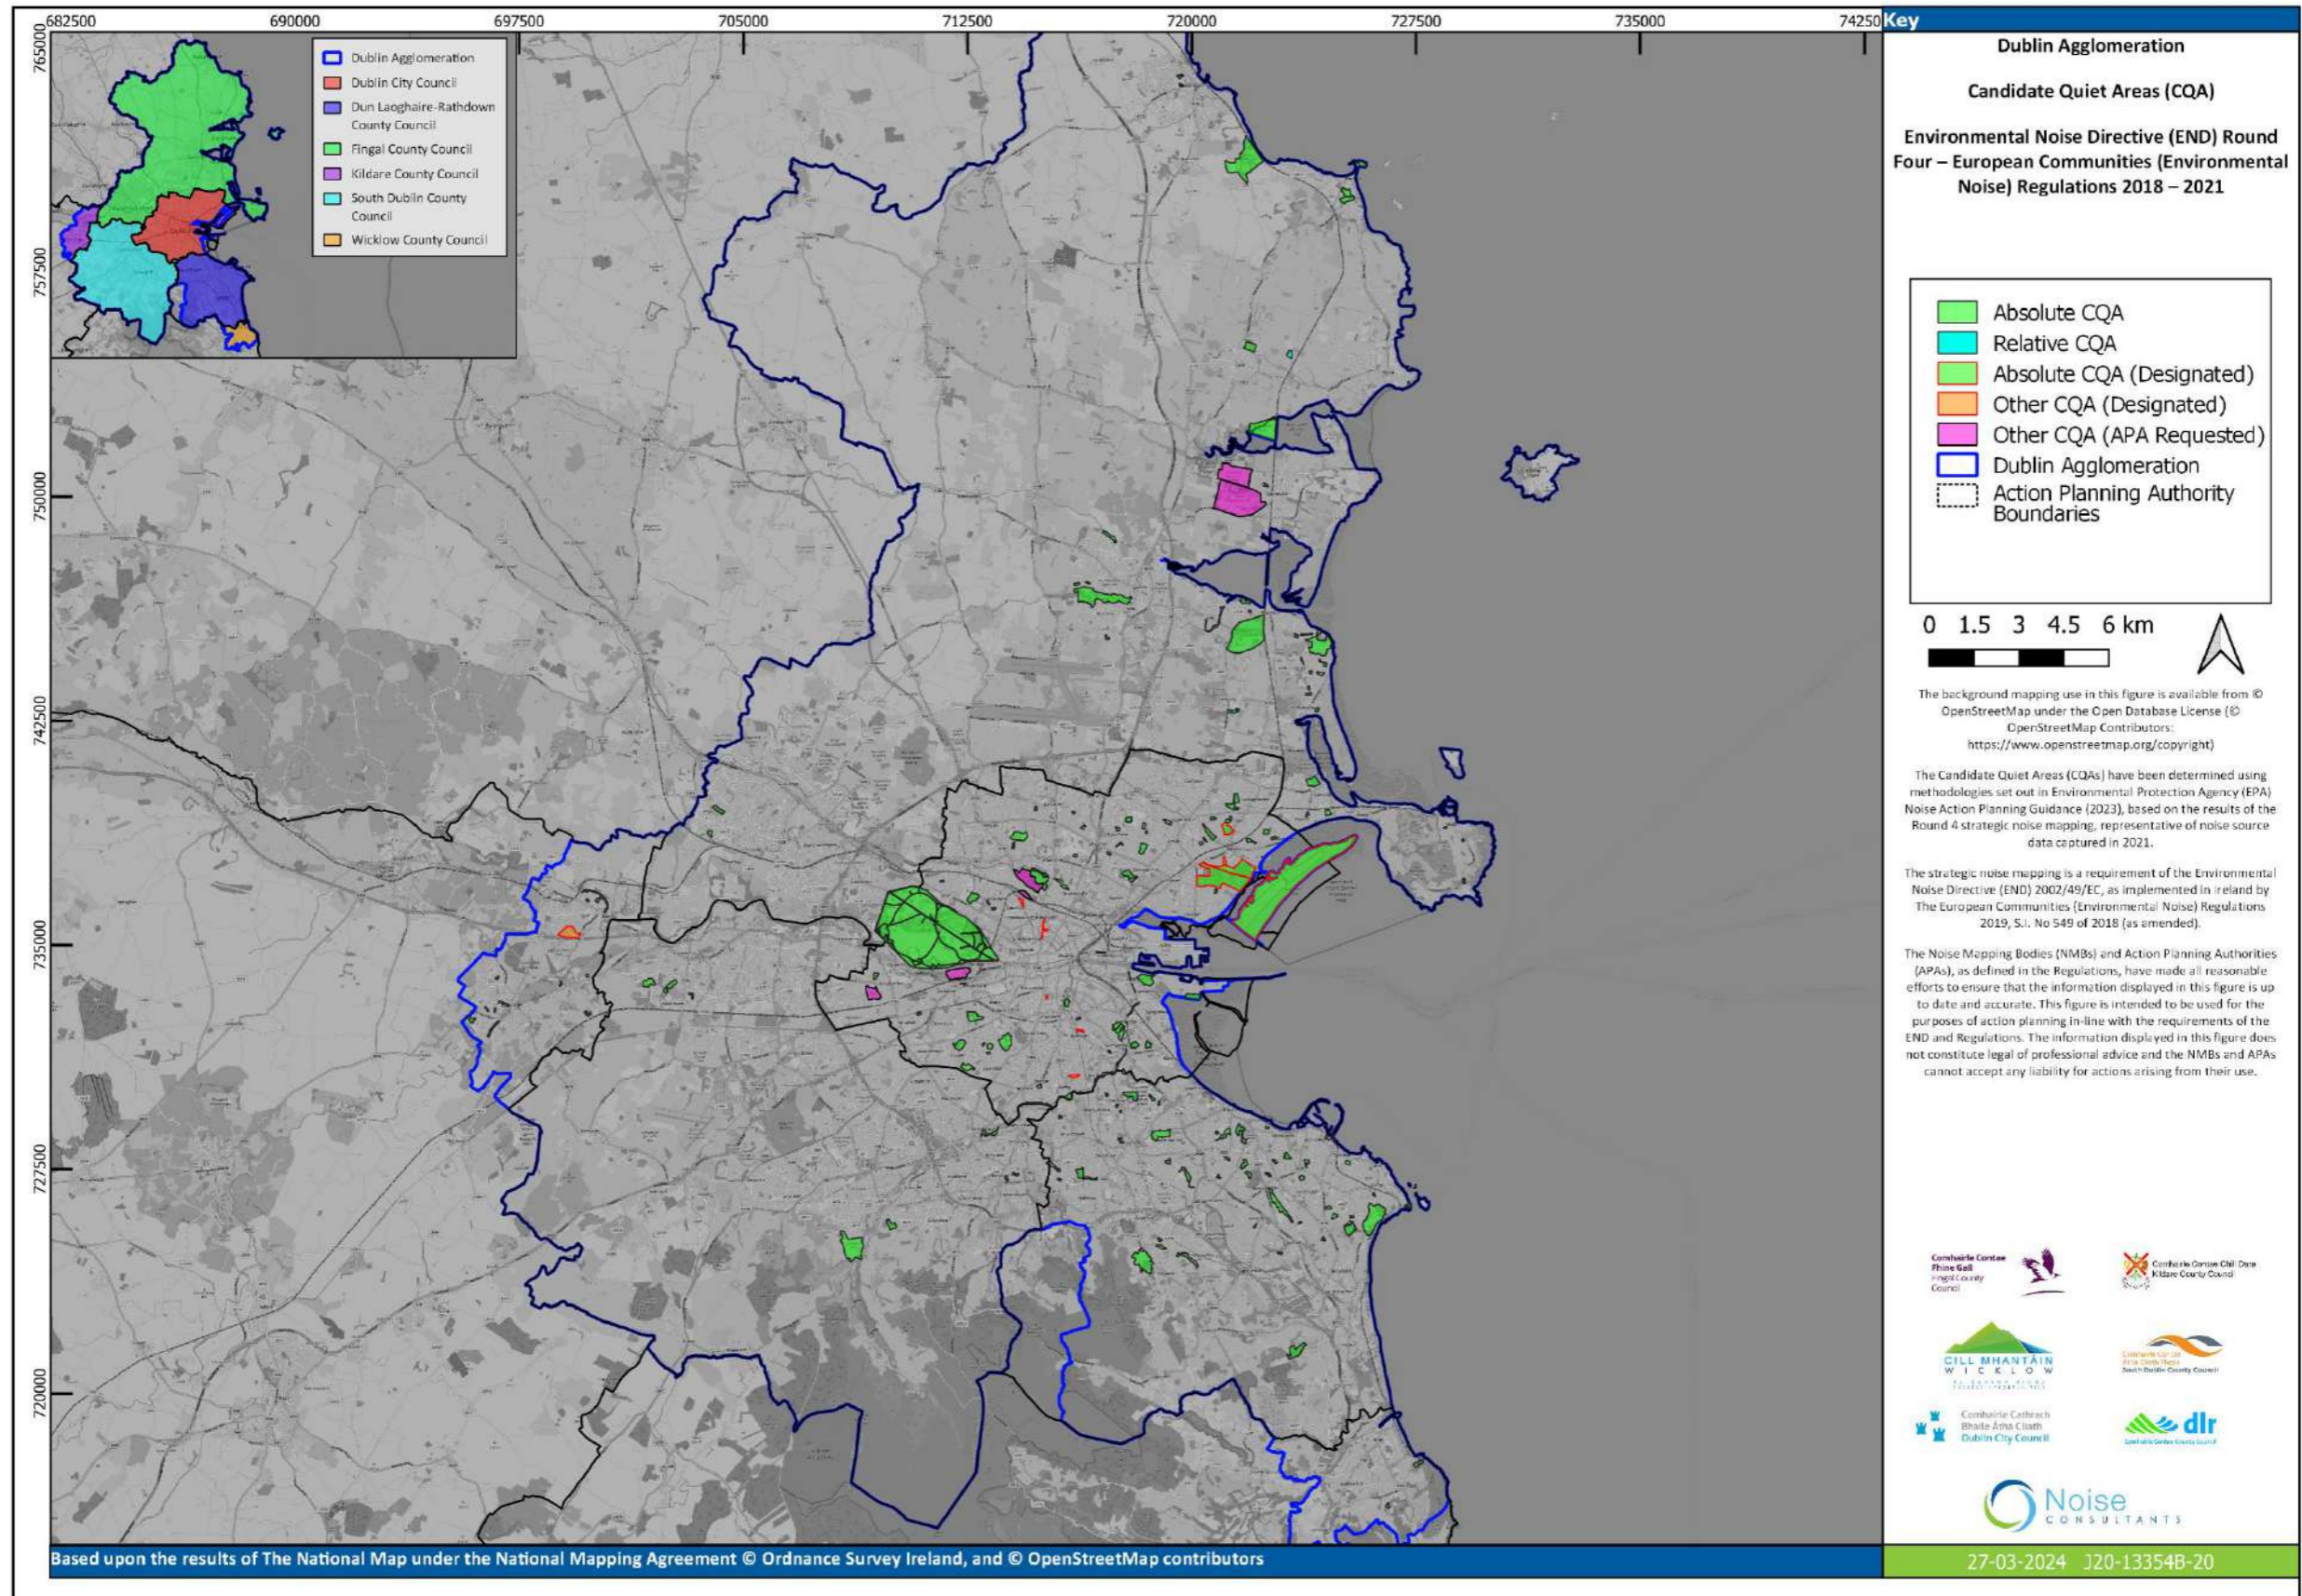 682500
690000
697500
705000
712500
720000
727500
735000
74250
765000
757500
750000
742500
735000
727500
720000
Dublin Agglomeration
Dublin City Council
Dun Laoghaire-Rathdown
County Council
Fingal County Council
Kildare County Council
South Dublin County
Council
Wicklow County Council
Key
Dublin Agglomeration
Candidate Quiet Areas (CQA)
Environmental Noise Directive (END) Round
Four – European Communities (Environmental
Noise) Regulations 2018 – 2021
Absolute CQA
Relative CQA
Absolute CQA (Designated)
Other CQA (Designated)
Other CQA (APA Requested)
Dublin Agglomeration
Action Planning Authority
Boundaries
0 1.5 3 4.5 6 km
The background mapping use in this figure is available from ©
OpenStreetMap under the Open Database License (©
OpenStreetMap Contributors:
https://www.openstreetmap.org/copyright)
The Candidate Quiet Areas (CQAs) have been determined using
methodologies set out in Environmental Protection Agency (EPA)
Noise Action Planning Guidance (2023), based on the results of the
Round 4 strategic noise mapping, representative of noise source
data captured in 2021.
The strategic noise mapping is a requirement of the Environmental
Noise Directive (END) 2002/49/EC, as implemented in Ireland by
The European Communities (Environmental Noise) Regulations
2019, S.I. No 549 of 2018 (as amended).
The Noise Mapping Bodies (NMBs) and Action Planning Authorities
(APAs), as defined in the Regulations, have made all reasonable
efforts to ensure that the information displayed in this figure is up
to date and accurate. This figure is intended to be used for the
purposes of action planning in-line with the requirements of the
END and Regulations. The information displayed in this figure does
not constitute legal of professional advice and the NMBs and APAs
cannot accept any liability for actions arising from their use.
Comhairle Contae
Fhine Gall
Fingal County
Council
Comhairle Contae Chill Dara
Kildare County Council
CILL MHANTÁIN
WICKLOW
South Dublin County Council
Comhairle Cathrach
Bhaile Átha Cliath
Dublin City Council
dlr
Noise
CONSULTANTS
Based upon the results of The National Map under the National Mapping Agreement © Ordnance Survey Ireland, and © OpenStreetMap contributors
27-03-2024 J20-13354B-20